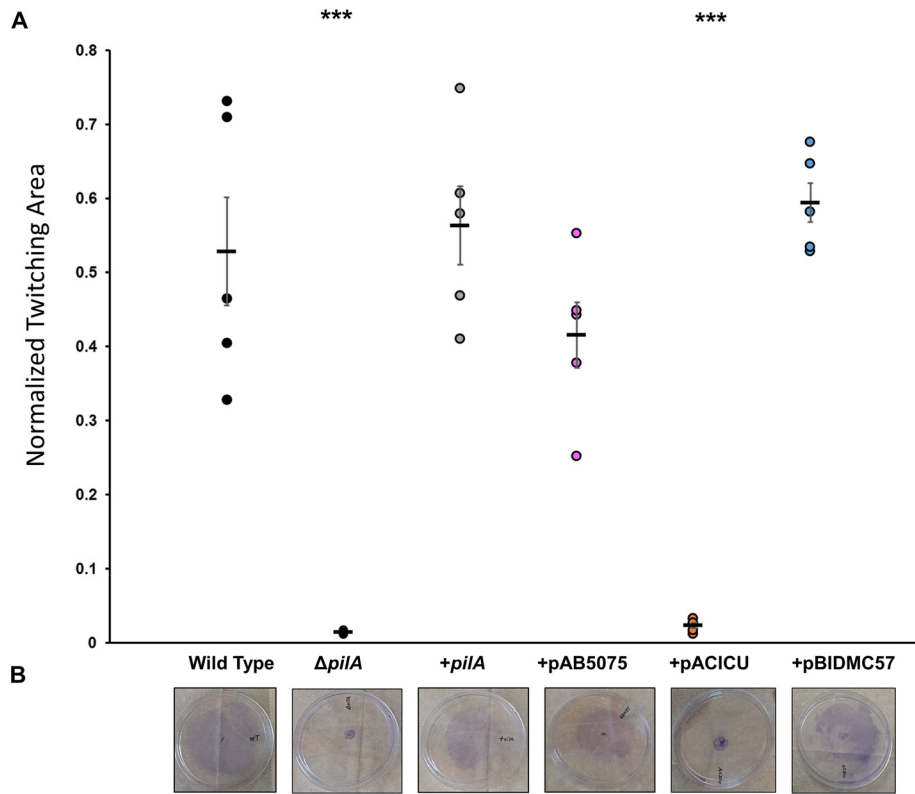 A
*** ***
0.8
0.7
0.6
0.5
0.4
0.3
0.2
0.1
0
Normalized Twitching Area
Wild Type ΔpilA +pilA +pAB5075 +pACICU +pBIDMC57
B
WT